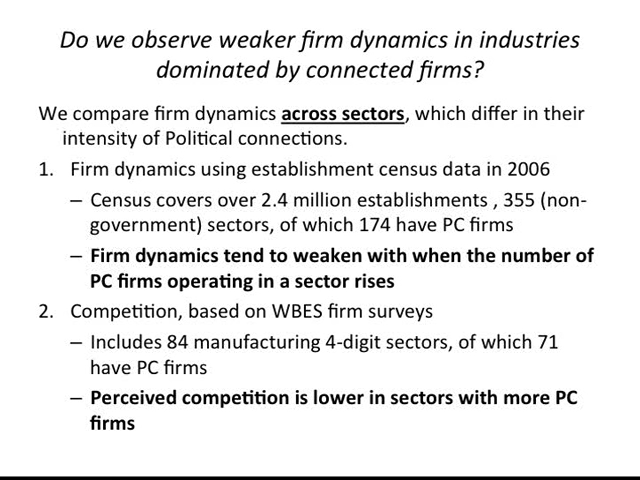 Do we observe weaker firm dynamics in industries
dominated by connected firms?
We compare firm dynamics across sectors, which differ in their
intensity of Political connections.
1. Firm dynamics using establishment census data in 2006
– Census covers over 2.4 million establishments , 355 (non-
government) sectors, of which 174 have PC firms
– Firm dynamics tend to weaken with when the number of
PC firms operating in a sector rises
2. Competition, based on WBES firm surveys
– Includes 84 manufacturing 4-digit sectors, of which 71
have PC firms
– Perceived competition is lower in sectors with more PC
firms